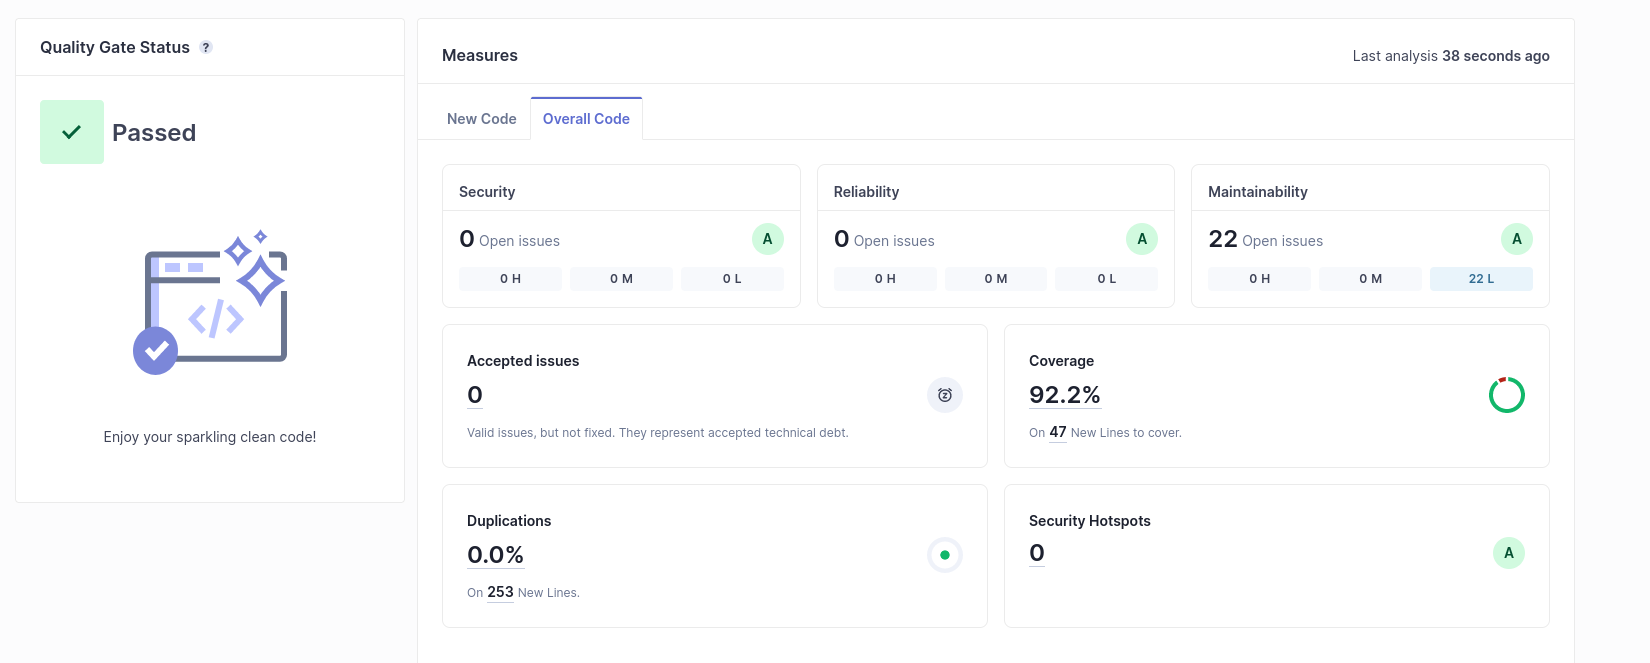 Quality Gate Status ?
Passed
</>
Enjoy your sparkling clean code!
Measures
Last analysis 38 seconds ago
New Code
Overall Code
Security
0 Open issues
A
0 H
0 M
0 L
Reliability
0 Open issues
A
0 H
0 M
0 L
Maintainability
22 Open issues
A
0 H
0 M
22 L
Accepted issues
0
z
Valid issues, but not fixed. They represent accepted technical debt.
Coverage
92.2%
On 47 New Lines to cover.
Duplications
0.0%
On 253 New Lines.
Security Hotspots
0
A